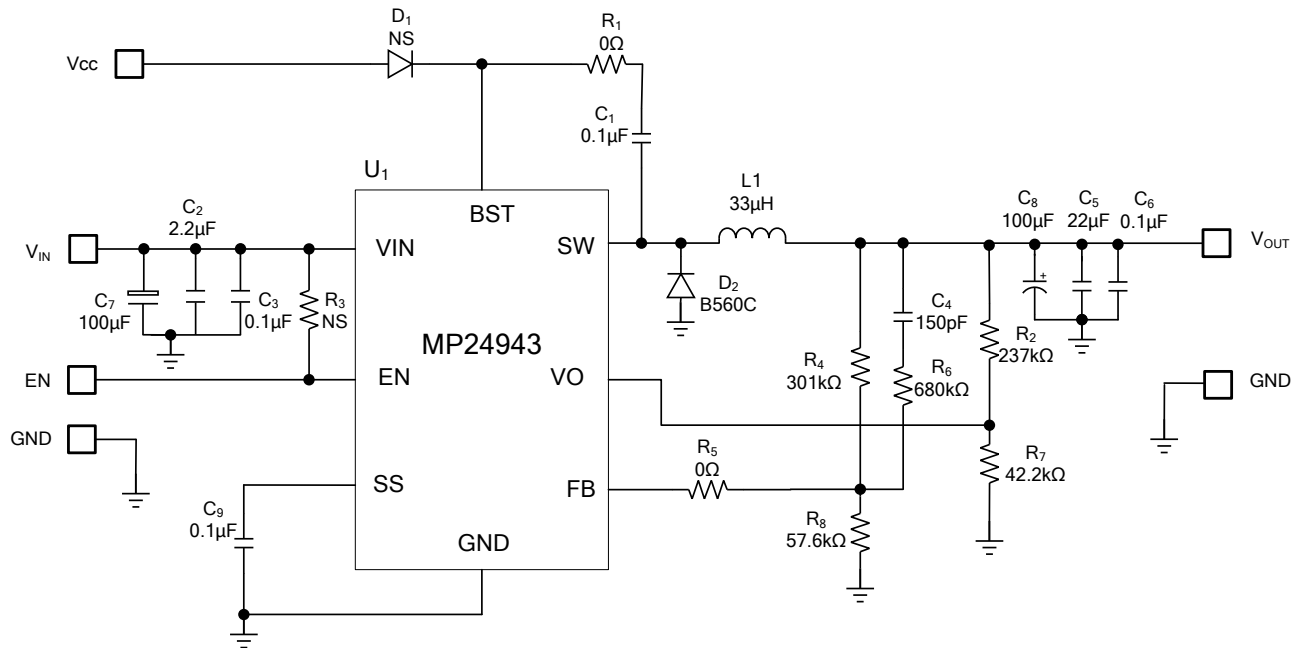 D1
NS
R1
0Ω
Vcc
C1
0.1µF
U1
L1
33µH
C2
2.2µF
BST
C8
100µF
C5
22µF
C6
0.1µF
VIN
VIN
SW
VOUT
D2
B560C
C7
100µF
C3
0.1µF
R3
NS
C4
150pF
MP24943
R2
237kΩ
R4
301kΩ
R6
680kΩ
EN
EN
VO
GND
GND
R5
0Ω
R7
42.2kΩ
SS
FB
C9
0.1µF
R8
57.6kΩ
GND